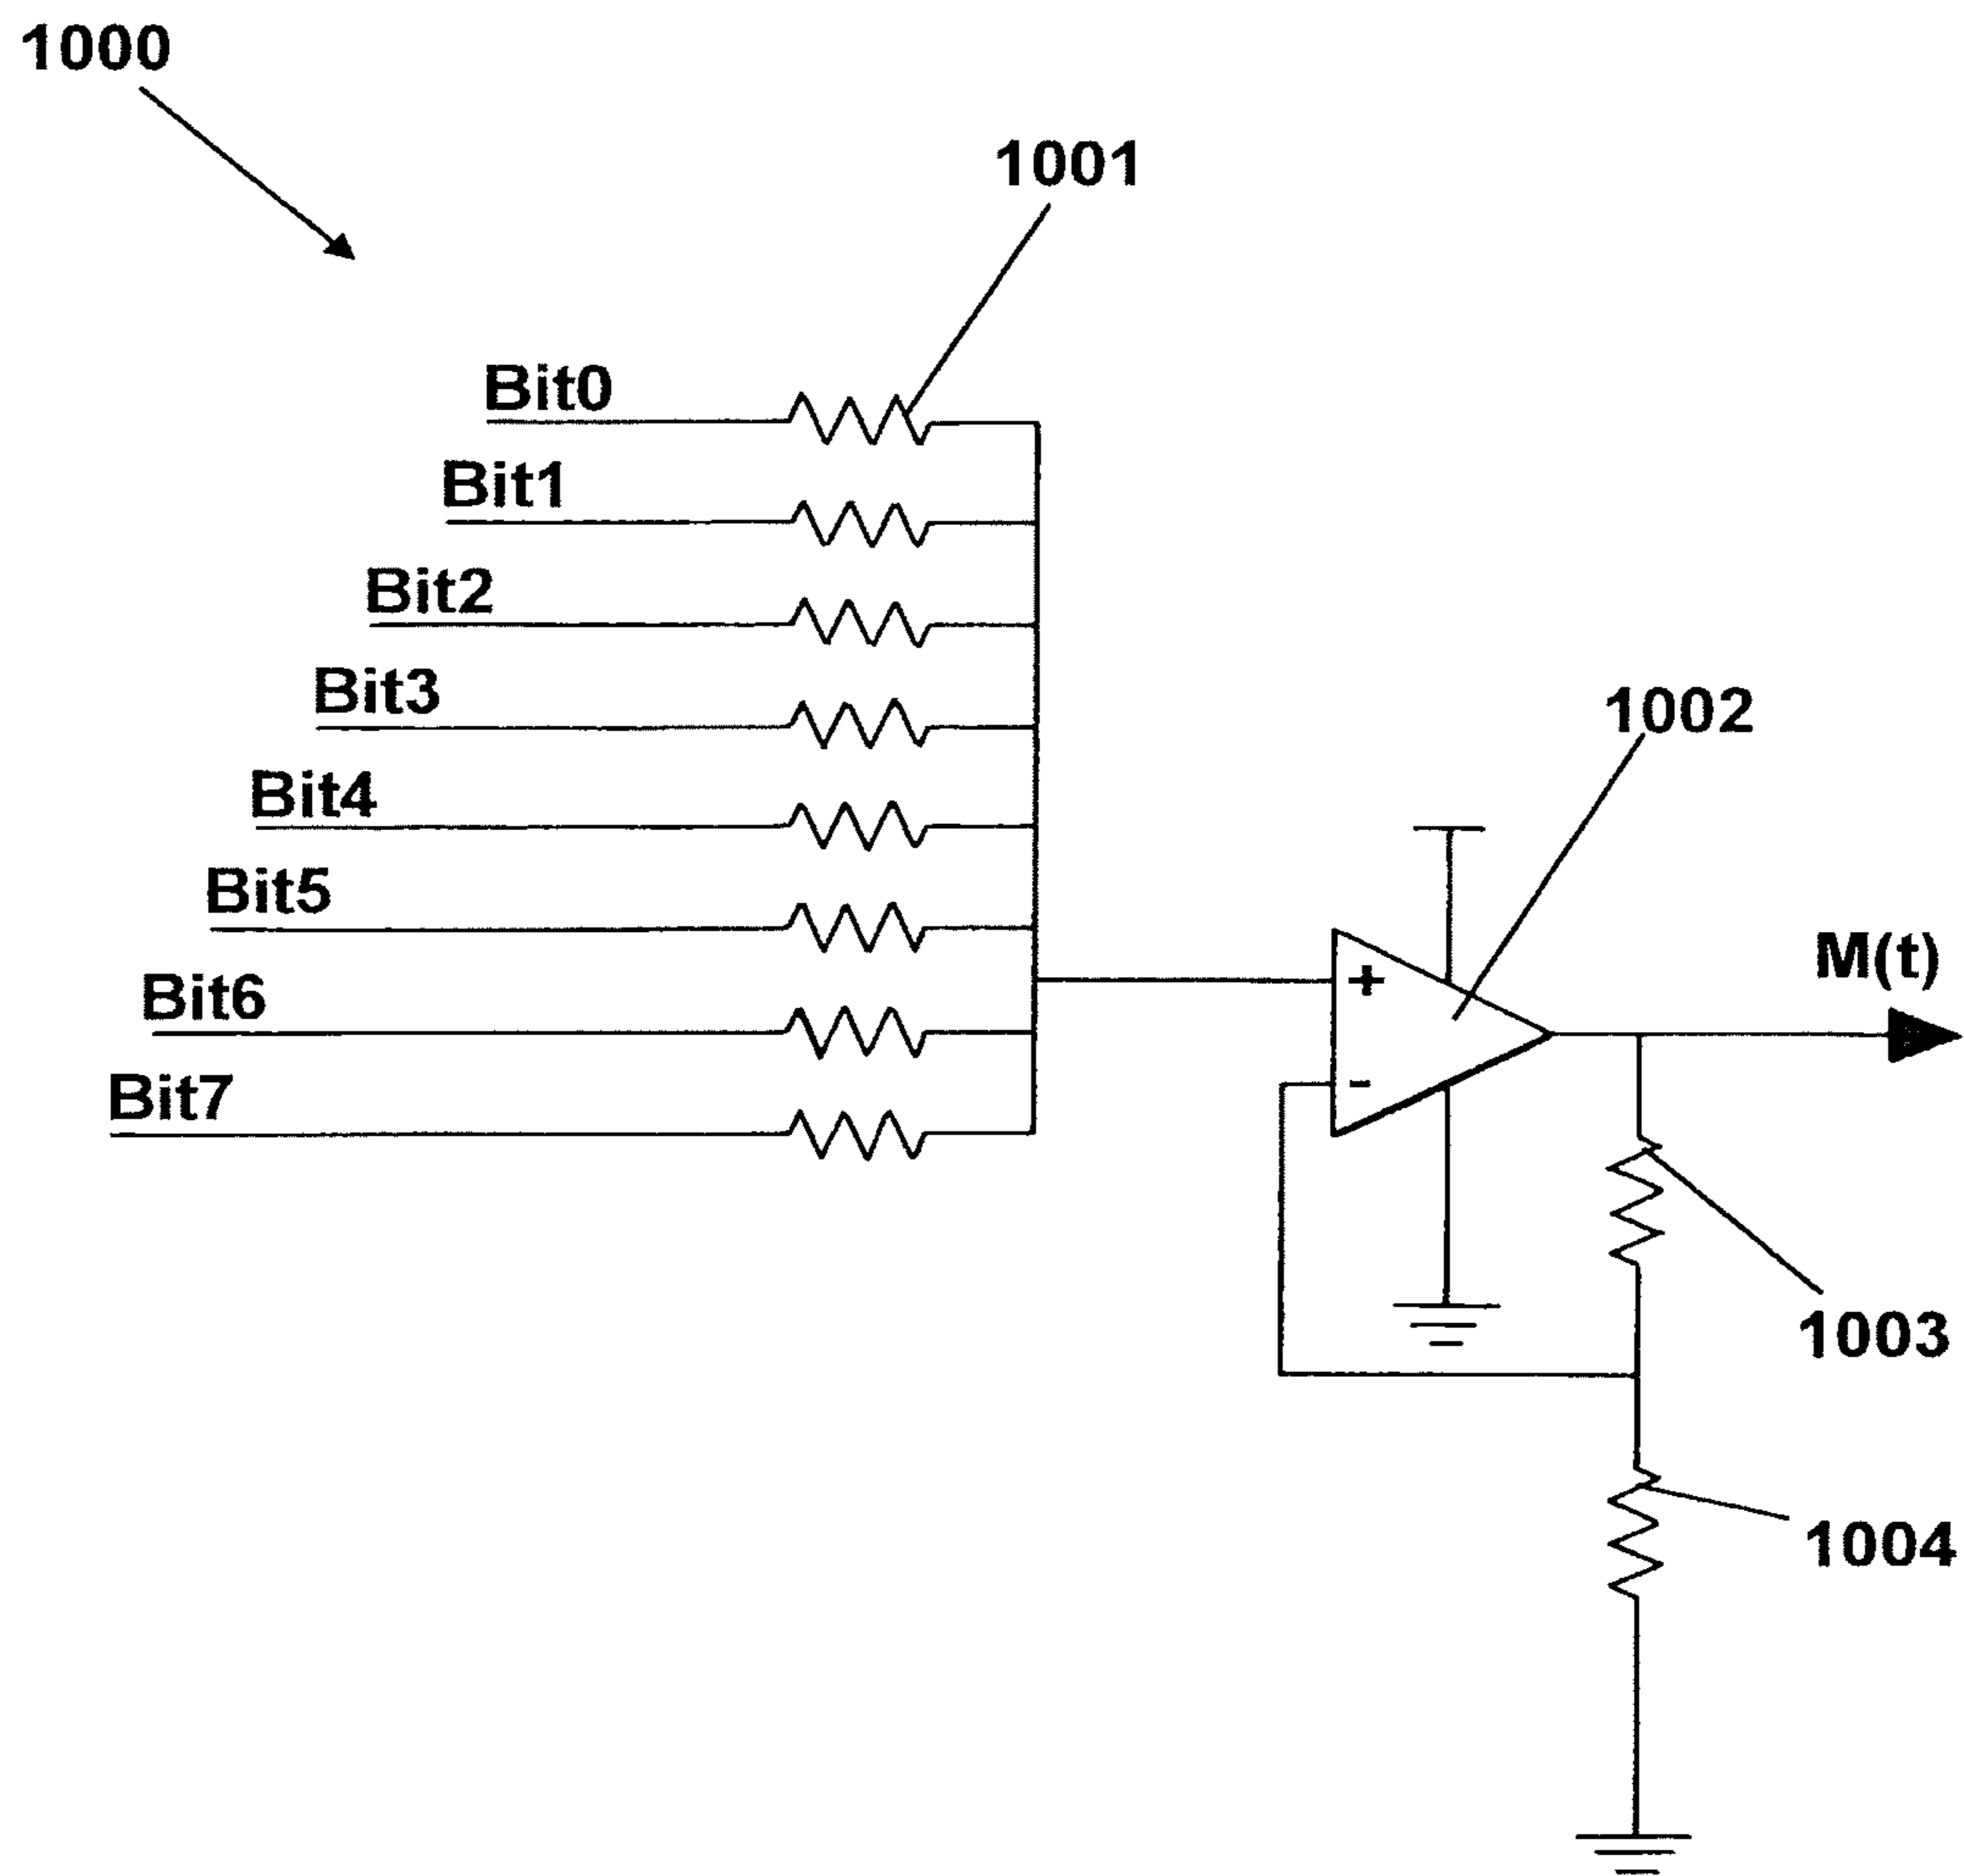 1000
1001
Bit0
Bit1
Bit2
Bit3
1002
Bit4
Bit5
M(t)
+
Bit6
-
Bit7
1003
1004